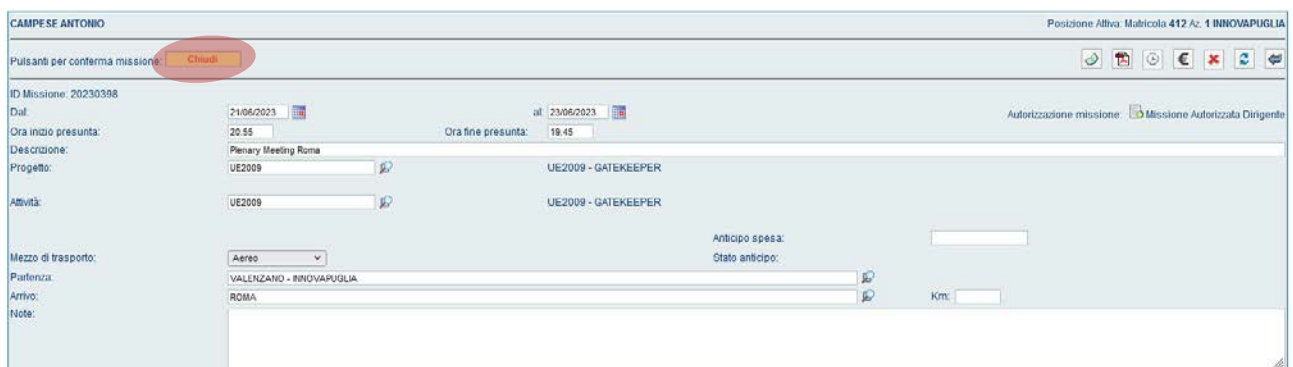 CAMPESE ANTONIO Posizione Attiva: Matricola 412 Az. 1 INNOVAPUGLIA
Pulsanti per conferma missione: Chiudi
ID Missione: 20230398
Dal: 21/06/2023 al: 23/06/2023 Autorizzazione missione: Missione Autorizzata Dirigente
Ora inizio presunta: 20:55 Ora fine presunta: 19:45
Descrizione: Plenary Meeting Roma
Progetto: UE2009 UE2009 - GATEKEEPER
Attività: UE2009 UE2009 - GATEKEEPER
Anticipo spesa:
Mezzo di trasporto: Aereo Stato anticipo:
Partenza: VALENZANO - INNOVAPUGLIA
Arrivo: ROMA Km:
Note: